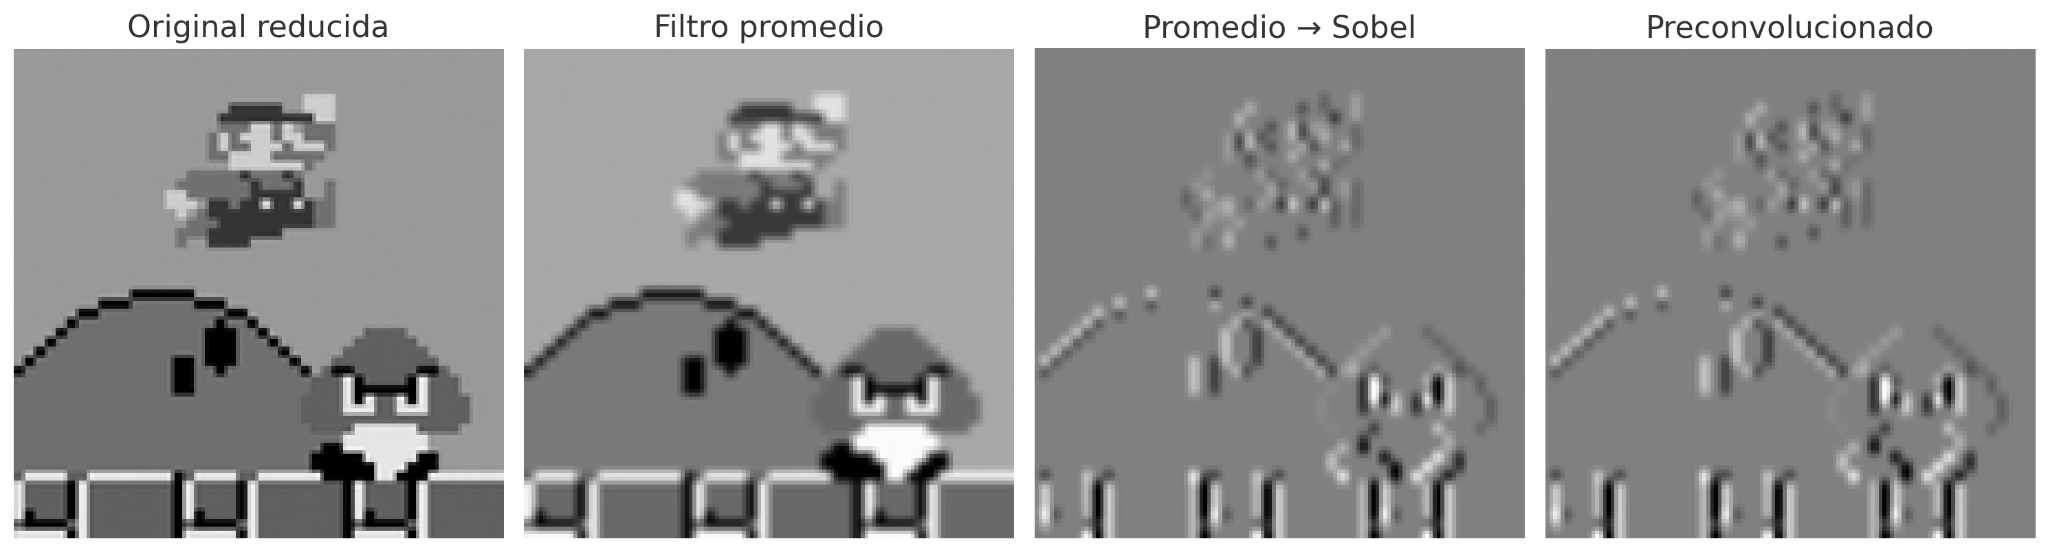 Original reducida
Filtro promedio
Promedio → Sobel
Preconvolucionado